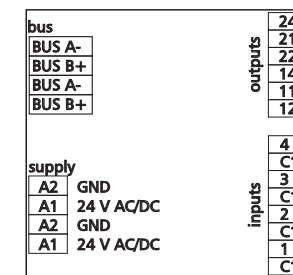 bus
BUS A-
BUS B+
BUS A-
BUS B+
supply
A2 GND
A1 24 V AC/DC
A2 GND
A1 24 V AC/DC
outputs
24
21
22
14
11
12
inputs
4
3
2
1